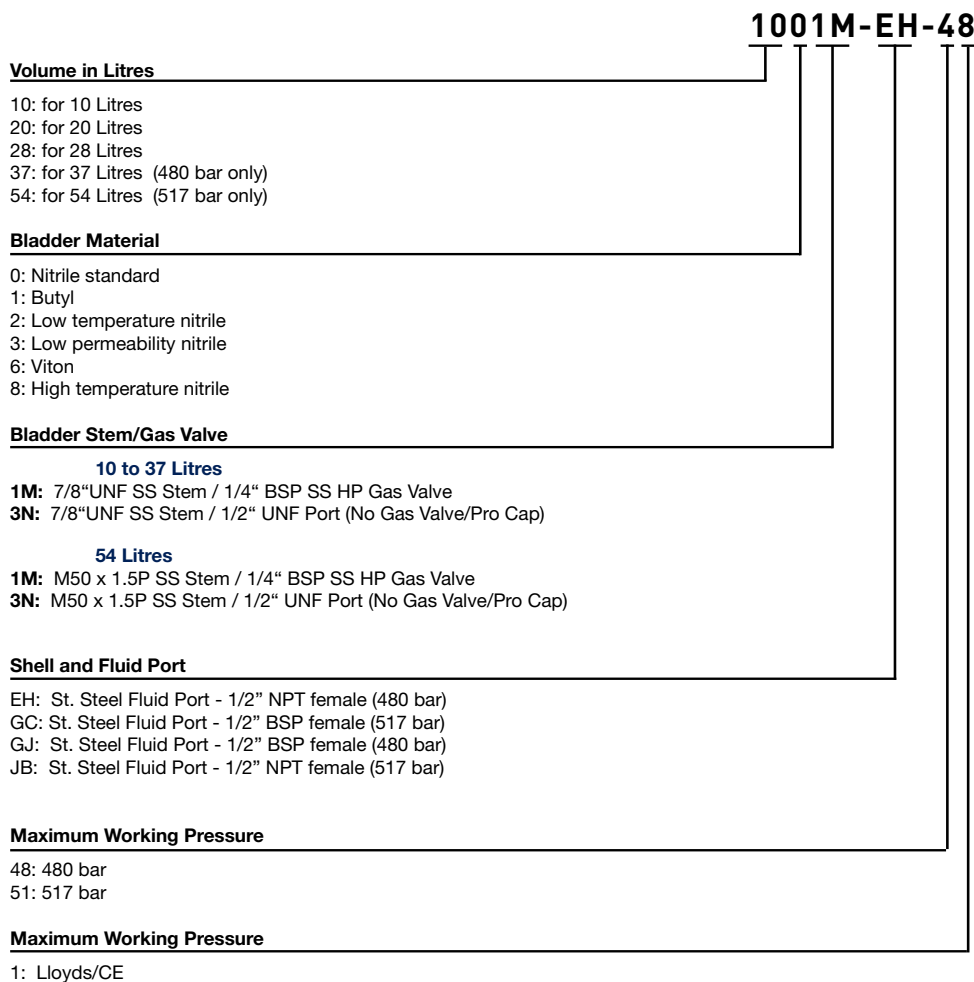 1001M-EH-48
Volume in Litres
10: for 10 Litres
20: for 20 Litres
28: for 28 Litres
37: for 37 Litres (480 bar only)
54: for 54 Litres (517 bar only)
Bladder Material
0: Nitrile standard
1: Butyl
2: Low temperature nitrile
3: Low permeability nitrile
6: Viton
8: High temperature nitrile
Bladder Stem/Gas Valve
10 to 37 Litres
1M: 7/8“UNF SS Stem / 1/4“ BSP SS HP Gas Valve
3N: 7/8“UNF SS Stem / 1/2“ UNF Port (No Gas Valve/Pro Cap)
54 Litres
1M: M50 x 1.5P SS Stem / 1/4“ BSP SS HP Gas Valve
3N: M50 x 1.5P SS Stem / 1/2“ UNF Port (No Gas Valve/Pro Cap)
Shell and Fluid Port
EH: St. Steel Fluid Port - 1/2” NPT female (480 bar)
GC: St. Steel Fluid Port - 1/2” BSP female (517 bar)
GJ: St. Steel Fluid Port - 1/2” BSP female (480 bar)
JB: St. Steel Fluid Port - 1/2” NPT female (517 bar)
Maximum Working Pressure
48: 480 bar
51: 517 bar
Maximum Working Pressure
1: Lloyds/CE